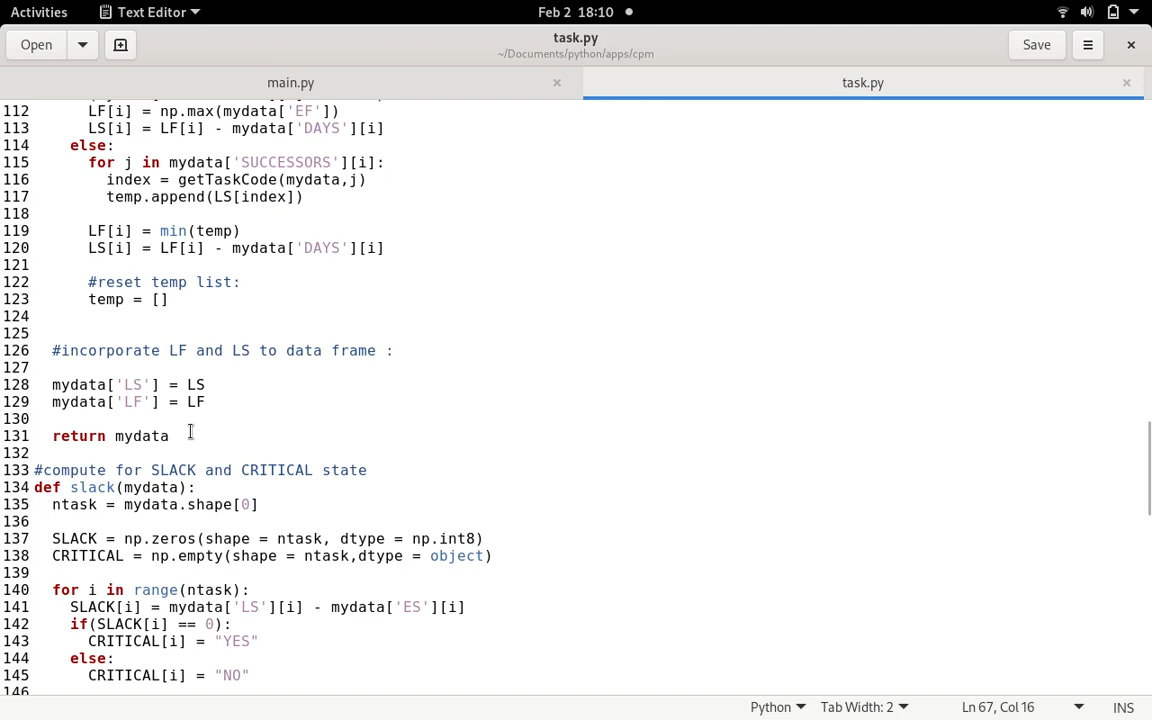 Activities Text Editor Feb 2 18:10
Open task.py Save
~/Documents/python/apps/cpm
main.py task.py
112 LF[i] = np.max(mydata['EF'])
113 LS[i] = LF[i] - mydata['DAYS'][i]
114 else:
115 for j in mydata['SUCCESSORS'][i]:
116 index = getTaskCode(mydata,j)
117 temp.append(LS[index])
118
119 LF[i] = min(temp)
120 LS[i] = LF[i] - mydata['DAYS'][i]
121
122 #reset temp list:
123 temp = []
124
125
126 #incorporate LF and LS to data frame :
127
128 mydata['LS'] = LS
129 mydata['LF'] = LF
130
131 return mydata
132
133 #compute for SLACK and CRITICAL state
134 def slack(mydata):
135 ntask = mydata.shape[0]
136
137 SLACK = np.zeros(shape = ntask, dtype = np.int8)
138 CRITICAL = np.empty(shape = ntask,dtype = object)
139
140 for i in range(ntask):
141 SLACK[i] = mydata['LS'][i] - mydata['ES'][i]
142 if(SLACK[i] == 0):
143 CRITICAL[i] = "YES"
144 else:
145 CRITICAL[i] = "NO"
146
Python Tab Width: 2 Ln 67, Col 16 INS